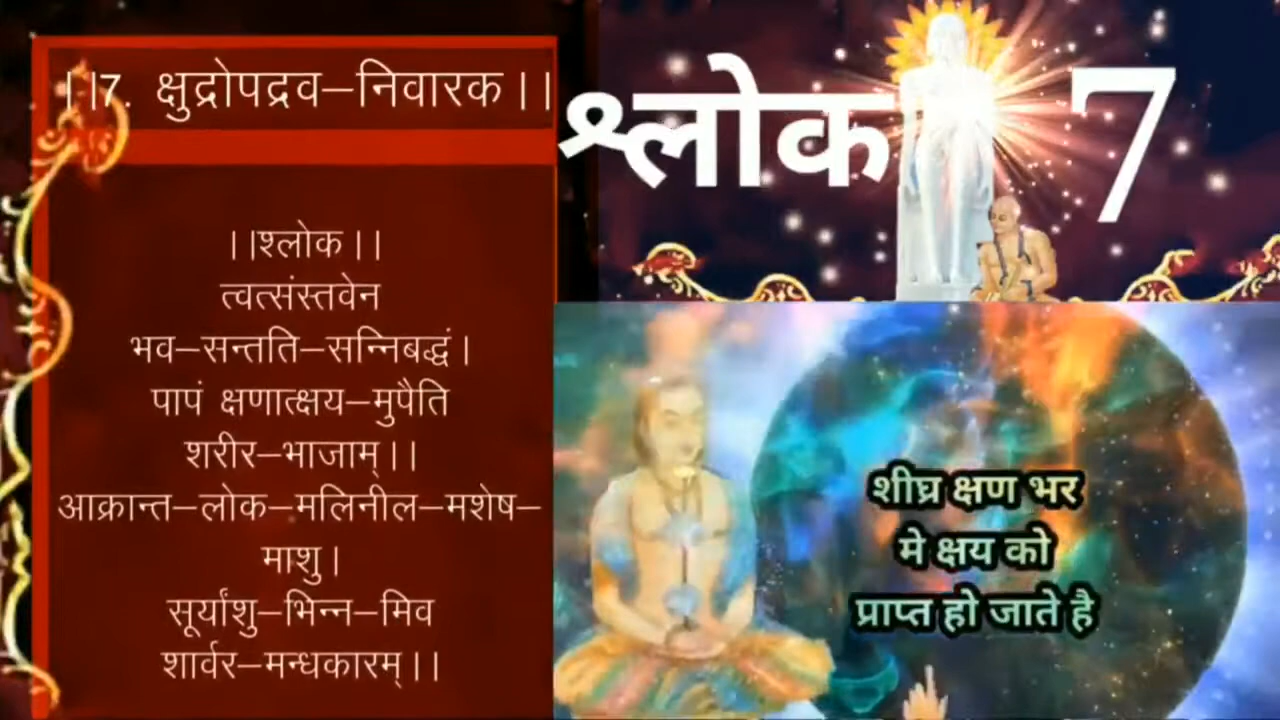 ||7. क्षुद्रोपद्रव–निवारक||
||श्लोक||
त्वत्संस्तवेन
भव–सन्तति–सन्निबद्धं|
पापं क्षणात्क्षय–मुपैति
शरीर–भाजाम्||
आक्रान्त–लोक–मलिनील–मशेष–
माशु|
सूर्यांशु–भिन्न–मिव
शार्वर–मन्धकारम्||
श्लोक 7
शीघ्र क्षण भर
मे क्षय को
प्राप्त हो जाते है